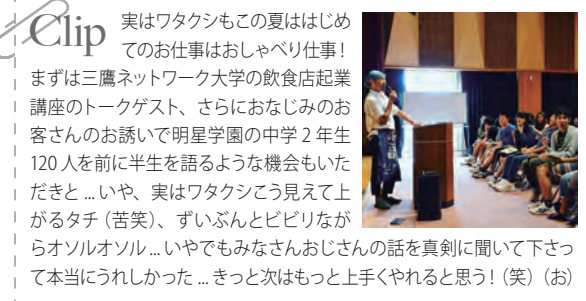 Clip 実はワタクシもこの夏ははじめ
てのお仕事はおしゃべり仕事！
まずは三鷹ネットワーク大学の飲食店起業
講座のトークゲスト、さらにおなじみのお
客さんのお誘いで明星学園の中学2年生
120人を前に半生を語るような機会もいた
だきと...いや、実はワタクシこう見えて上
がるタチ（苦笑）、ずいぶんとビビリなが
らオソルオソル...いやでもみなさんおじさんの話を真剣に聞いて下さっ
て本当にうれしかった...きっと次はもっと上手くやれると思う！（笑）（お）